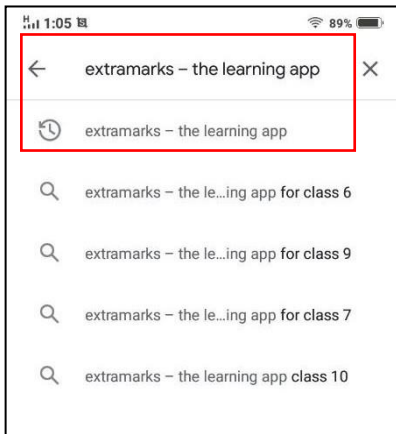 H 1:05 89%
extramarks – the learning app
extramarks – the learning app
extramarks – the le...ing app for class 6
extramarks – the le...ing app for class 9
extramarks – the le...ing app for class 7
extramarks – the learning app class 10